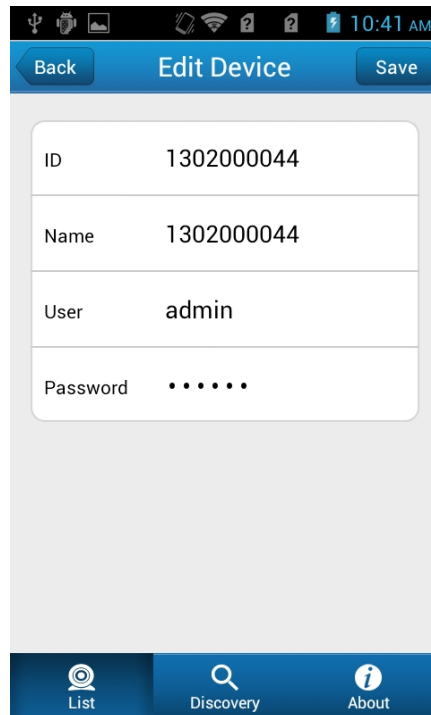 10:41 AM
Back Edit Device Save
ID 1302000044
Name 1302000044
User admin
Password ••••••
List Discovery About